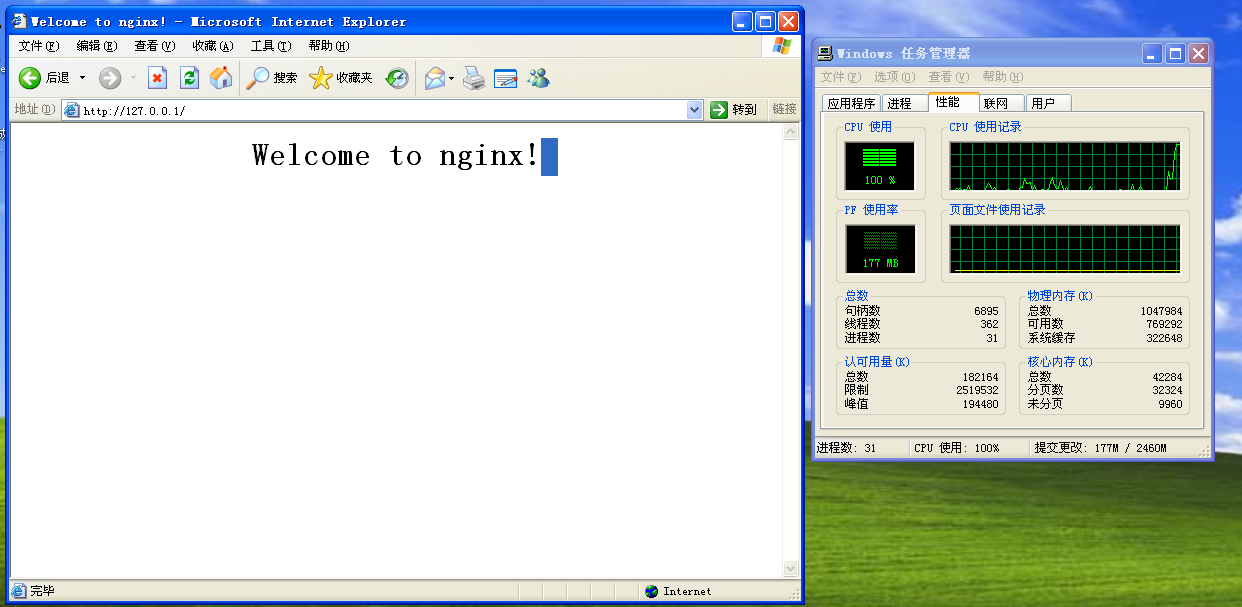 Welcome to nginx! - Microsoft Internet Explorer
文件(F) 编辑(E) 查看(V) 收藏(A) 工具(T) 帮助(H)
后退 搜索 收藏夹
地址(D) http://127.0.0.1/ 转到 链接
Welcome to nginx!
完毕 Internet
Windows 任务管理器
文件(F) 选项(O) 查看(V) 帮助(H)
应用程序 进程 性能 联网 用户
CPU 使用 CPU 使用记录
100 %
PF 使用率 页面文件使用记录
177 MB
总数 物理内存(K)
句柄数 6895 总数 1047984
线程数 362 可用数 769292
进程数 31 系统缓存 322648
认可用量(K) 核心内存(K)
总数 182164 总数 42284
限制 2519532 分页数 32324
峰值 194480 未分页 9960
进程数: 31 CPU 使用: 100% 提交更改: 177M / 2460M